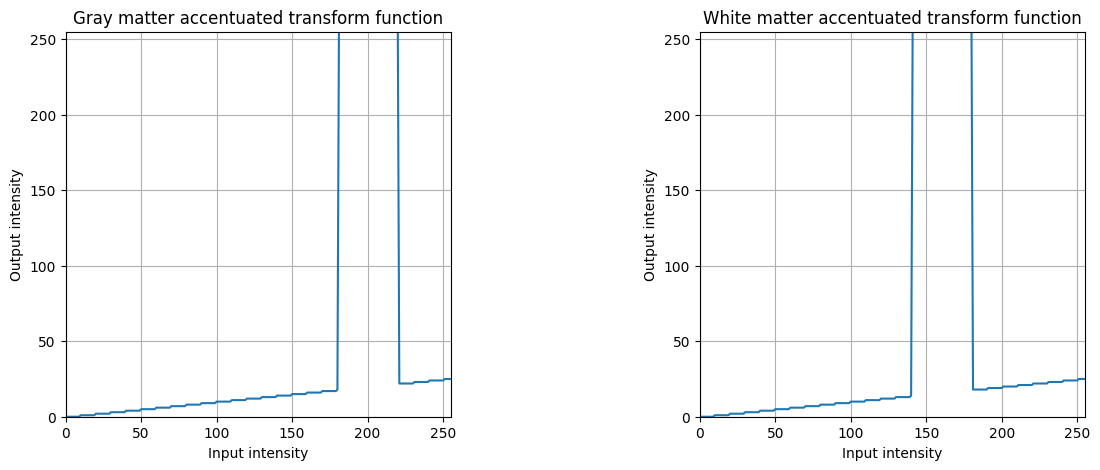 Gray matter accentuated transform function
250
200
150
100
50
0
0 50 100 150 200 250
Input intensity
Output intensity
White matter accentuated transform function
250
200
150
100
50
0
0 50 100 150 200 250
Input intensity
Output intensity